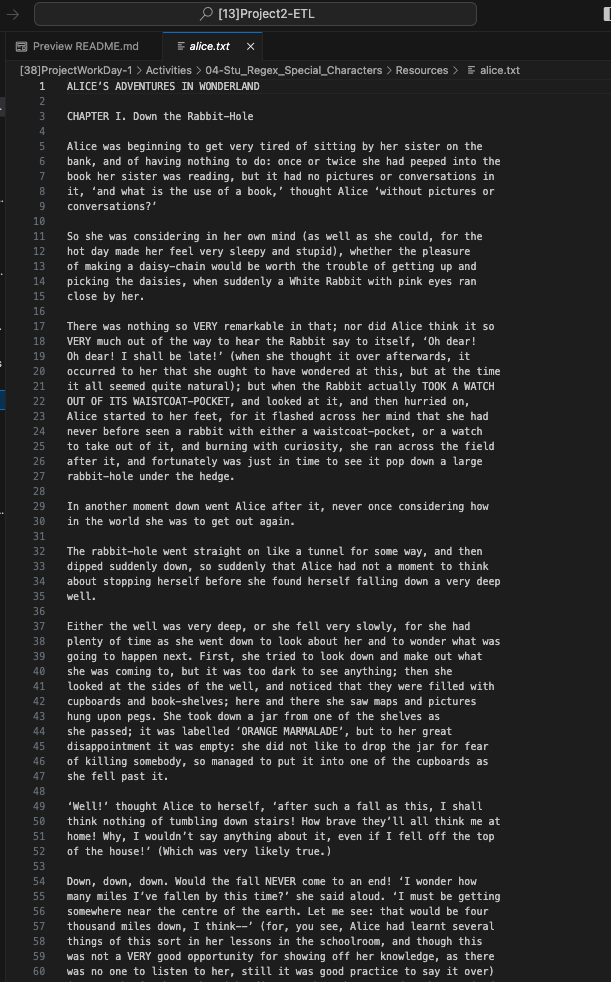 [13]Project2-ETL
Preview README.md alice.txt
[38]ProjectWorkDay-1 > Activities > 04-Stu_Regex_Special_Characters > Resources > alice.txt
1 ALICE’S ADVENTURES IN WONDERLAND
2
3 CHAPTER I. Down the Rabbit-Hole
4
5 Alice was beginning to get very tired of sitting by her sister on the
6 bank, and of having nothing to do: once or twice she had peeped into the
7 book her sister was reading, but it had no pictures or conversations in
8 it, ‘and what is the use of a book,’ thought Alice ‘without pictures or
9 conversations?’
10
11 So she was considering in her own mind (as well as she could, for the
12 hot day made her feel very sleepy and stupid), whether the pleasure
13 of making a daisy-chain would be worth the trouble of getting up and
14 picking the daisies, when suddenly a White Rabbit with pink eyes ran
15 close by her.
16
17 There was nothing so VERY remarkable in that; nor did Alice think it so
18 VERY much out of the way to hear the Rabbit say to itself, ‘Oh dear!
19 Oh dear! I shall be late!’ (when she thought it over afterwards, it
20 occurred to her that she ought to have wondered at this, but at the time
21 it all seemed quite natural); but when the Rabbit actually TOOK A WATCH
22 OUT OF ITS WAISTCOAT-POCKET, and looked at it, and then hurried on,
23 Alice started to her feet, for it flashed across her mind that she had
24 never before seen a rabbit with either a waistcoat-pocket, or a watch
25 to take out of it, and burning with curiosity, she ran across the field
26 after it, and fortunately was just in time to see it pop down a large
27 rabbit-hole under the hedge.
28
29 In another moment down went Alice after it, never once considering how
30 in the world she was to get out again.
31
32 The rabbit-hole went straight on like a tunnel for some way, and then
33 dipped suddenly down, so suddenly that Alice had not a moment to think
34 about stopping herself before she found herself falling down a very deep
35 well.
36
37 Either the well was very deep, or she fell very slowly, for she had
38 plenty of time as she went down to look about her and to wonder what was
39 going to happen next. First, she tried to look down and make out what
40 she was coming to, but it was too dark to see anything; then she
41 looked at the sides of the well, and noticed that they were filled with
42 cupboards and book-shelves; here and there she saw maps and pictures
43 hung upon pegs. She took down a jar from one of the shelves as
44 she passed; it was labelled ‘ORANGE MARMALADE’, but to her great
45 disappointment it was empty: she did not like to drop the jar for fear
46 of killing somebody, so managed to put it into one of the cupboards as
47 she fell past it.
48
49 ‘Well!’ thought Alice to herself, ‘after such a fall as this, I shall
50 think nothing of tumbling down stairs! How brave they’ll all think me at
51 home! Why, I wouldn’t say anything about it, even if I fell off the top
52 of the house!’ (Which was very likely true.)
53
54 Down, down, down. Would the fall NEVER come to an end! ‘I wonder how
55 many miles I’ve fallen by this time?’ she said aloud. ‘I must be getting
56 somewhere near the centre of the earth. Let me see: that would be four
57 thousand miles down, I think--’ (for, you see, Alice had learnt several
58 things of this sort in her lessons in the schoolroom, and though this
59 was not a VERY good opportunity for showing off her knowledge, as there
60 was no one to listen to her, still it was good practice to say it over)